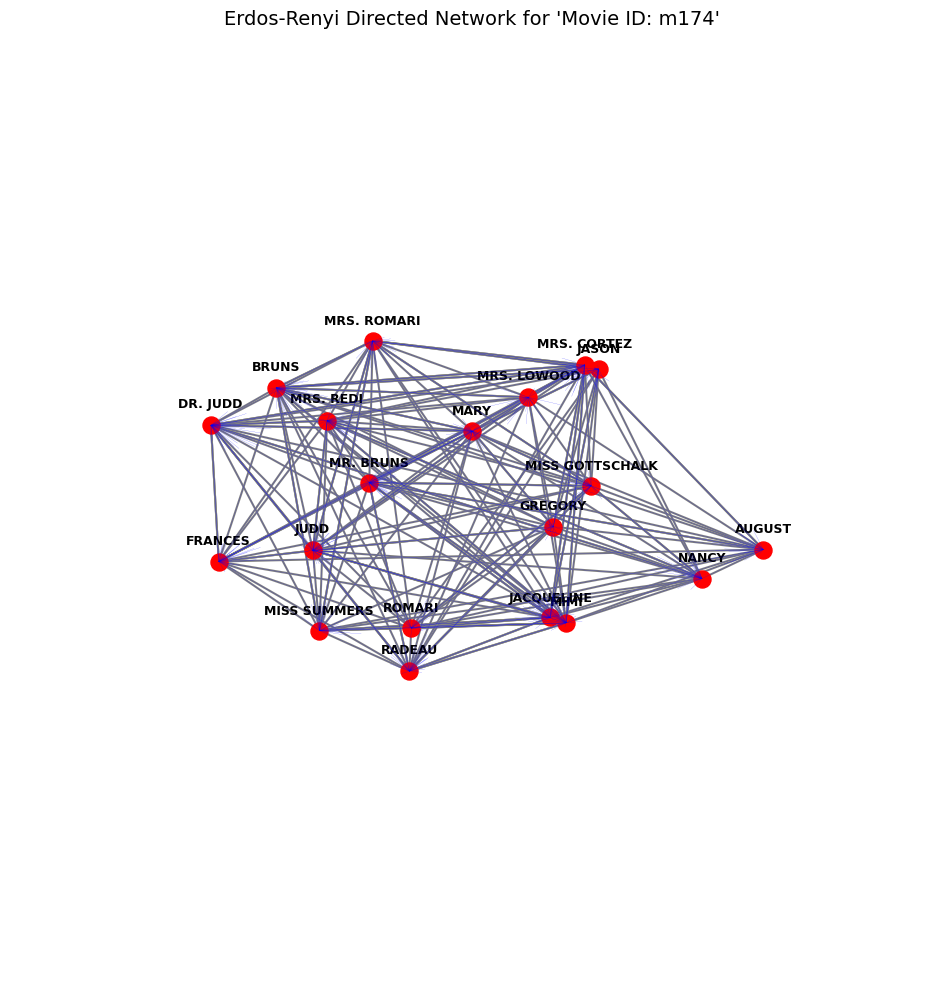 Erdos-Renyi Directed Network for 'Movie ID: m174'
MRS. ROMARI
MRS. CORTEZ
JASON
BRUNS
MRS. LOWOOD
DR. JUDD
MRS. REDI
MARY
MR. BRUNS
MISS GOTTSCHALK
GREGORY
JUDD
AUGUST
FRANCES
NANCY
JACQUELINE
MIMI
MISS SUMMERS
ROMARI
RADEAU